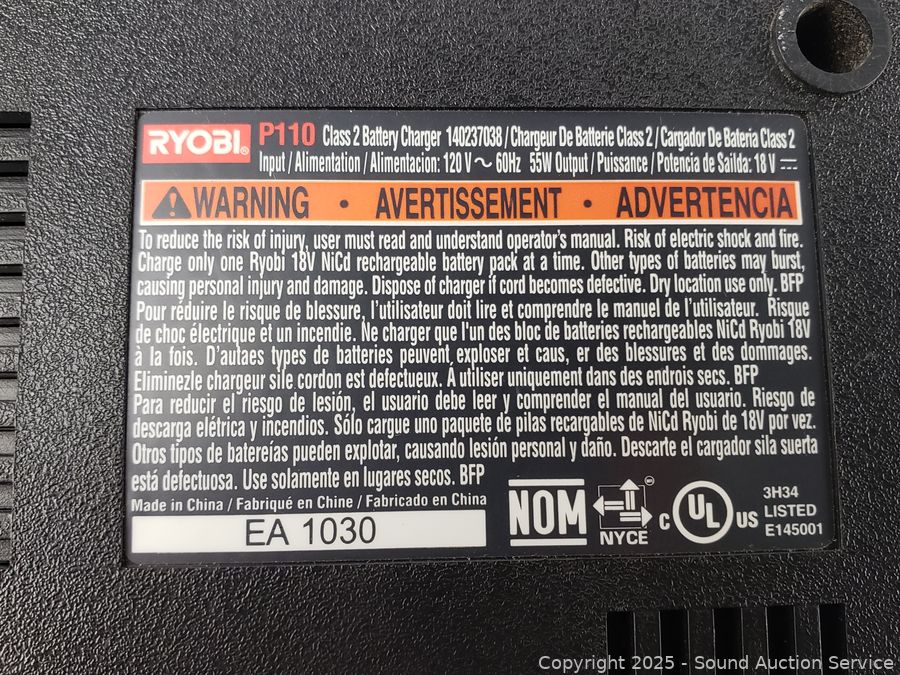 RYOBI® P110 Class 2 Battery Charger 140237038 / Chargeur De Batterie Class 2 / Cargador De Bateria Class 2
Input / Alimentation / Alimentacion: 120 V ~ 60Hz 55W Output / Puissance / Potencia de Saílda: 18 V ⎓
WARNING • AVERTISSEMENT • ADVERTENCIA
To reduce the risk of injury, user must read and understand operator's manual. Risk of electric shock and fire.
Charge only one Ryobi 18V NiCd rechargeable battery pack at a time. Other types of batteries may burst,
causing personal injury and damage. Dispose of charger if cord becomes defective. Dry location use only. BFP
Pour réduire le risque de blessure, l'utilisateur doit lire et comprendre le manuel de l'utilisateur. Risque
de choc électrique et un incendie. Ne charger que l'un des bloc de batteries rechargeables NiCd Ryobi 18V
à la fois. D'autaes types de batteries peuvent exploser et caus, er des blessures et des dommages.
Eliminezle chargeur sile cordon est defectueux. À utiliser uniquement dans des endrois secs. BFP
Para reducir el riesgo de lesión, el usuario debe leer y comprender el manual del usuario. Riesgo de
descarga elétrica y incendios. Sólo cargue uno paquete de pilas recargables de NiCd Ryobi de 18V por vez.
Otros tipos de batereías pueden explotar, causando lesión personal y daño. Descarte el cargador sila suerta
está defectuosa. Use solamente en lugares secos. BFP
Made in China / Fabriqué en Chine / Fabricado en China
EA 1030
NOM
NYCE
C UL US
3H34
LISTED
E145001
Copyright 2025 - Sound Auction Service